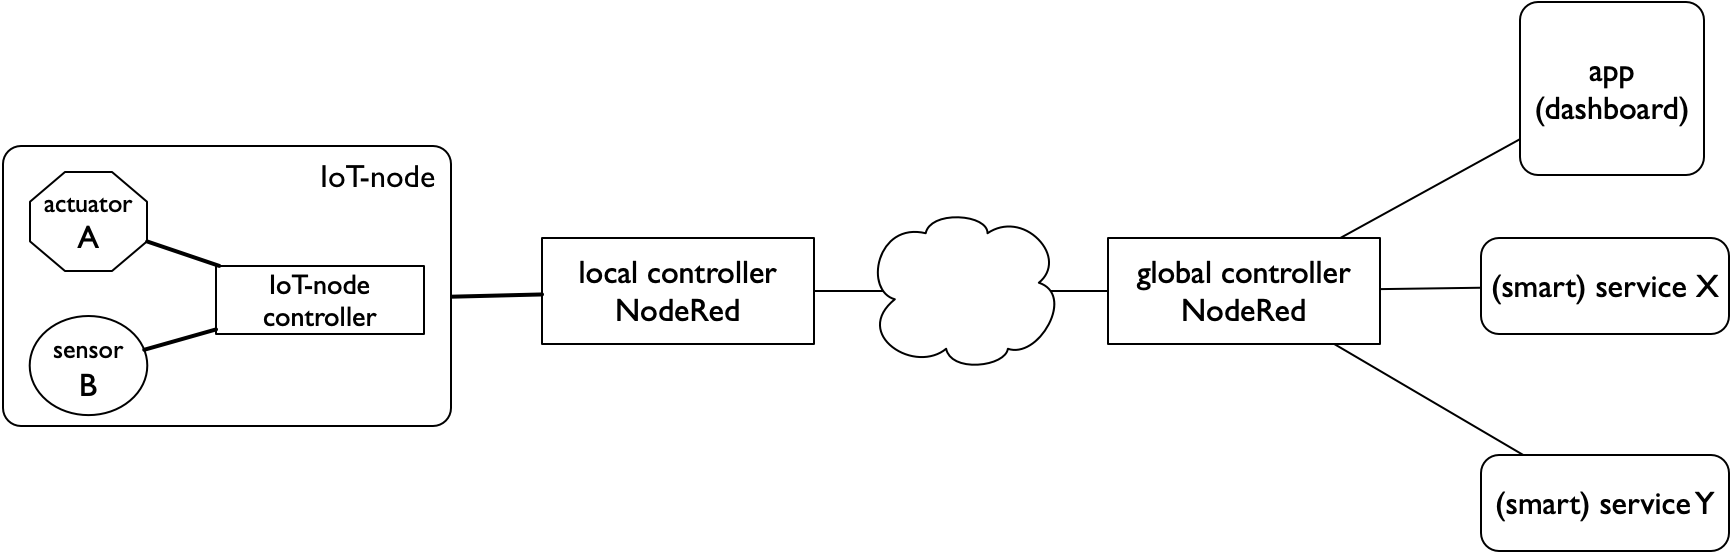 app
(dashboard)
IoT-node
actuator
A
IoT-node
controller
sensor
B
local controller
NodeRed
global controller
NodeRed
(smart) service X
(smart) service Y